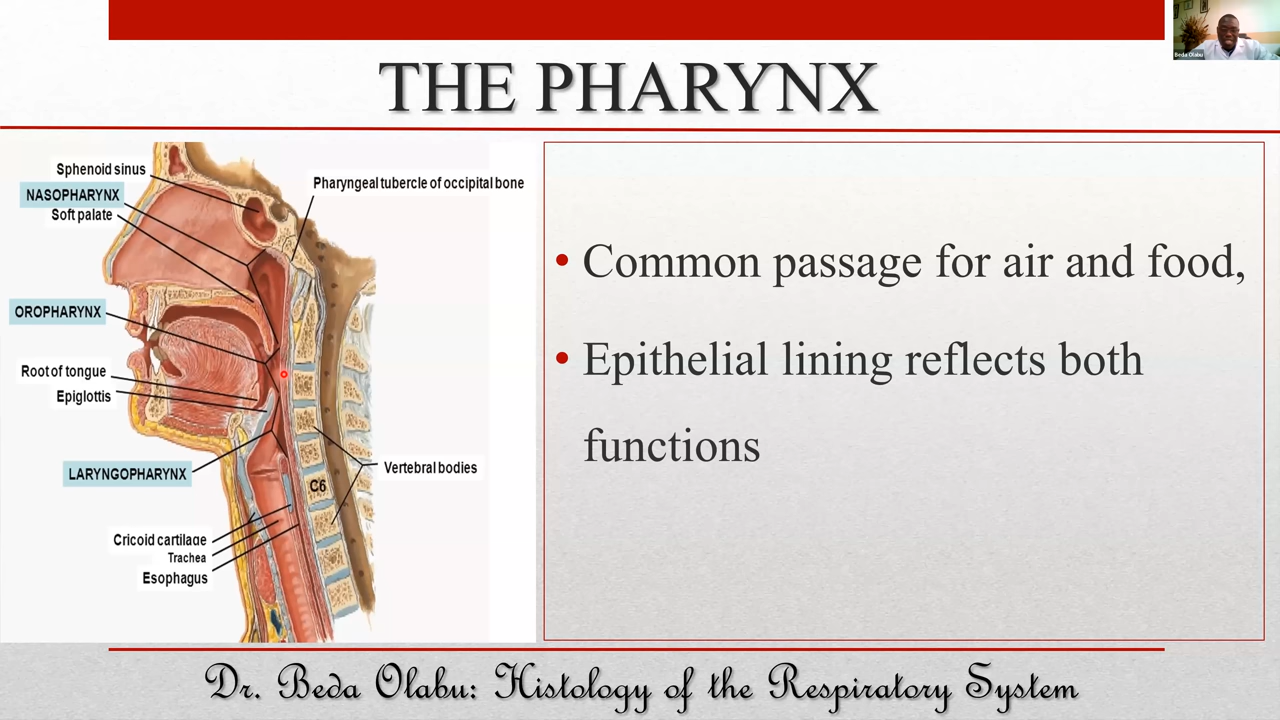 Beda Olabu
THE PHARYNX
Sphenoid sinus
NASOPHARYNX
Soft palate
Pharyngeal tubercle of occipital bone
OROPHARYNX
Root of tongue
Epiglottis
LARYNGOPHARYNX
Vertebral bodies
C6
Cricoid cartilage
Trachea
Esophagus
• Common passage for air and food,
• Epithelial lining reflects both
functions
Dr. Beda Olabu: Histology of the Respiratory System